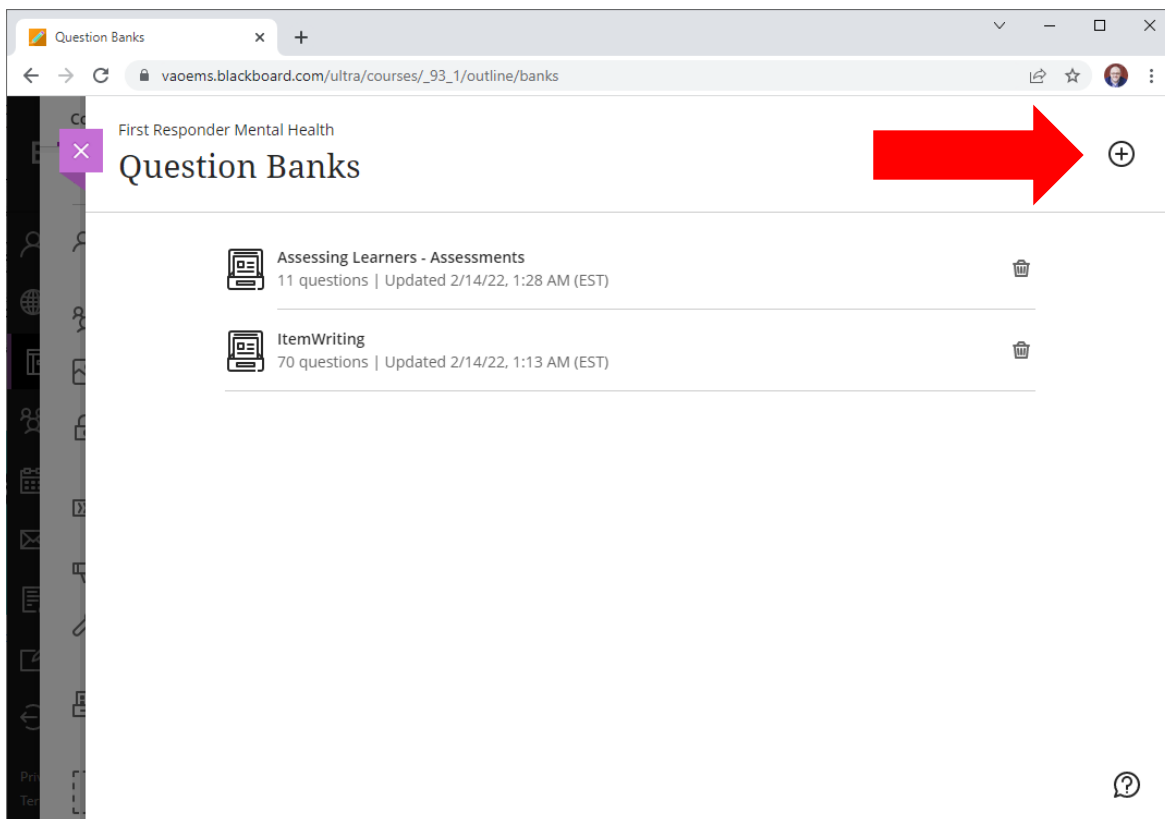 Question Banks
vaoems.blackboard.com/ultra/courses/_93_1/outline/banks
First Responder Mental Health
Question Banks
Assessing Learners - Assessments
11 questions | Updated 2/14/22, 1:28 AM (EST)
ItemWriting
70 questions | Updated 2/14/22, 1:13 AM (EST)